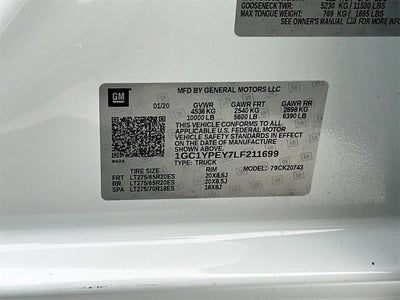 GOOSENECK TWR: 5230 KG / 11530 LBS
MAX TONGUE WEIGHT: 769 KG / 1695 LBS
SEE OWNER'S MANUAL
GM
MFD BY GENERAL MOTORS LLC
01/20 GVWR GAWR FRT GAWR RR
4536 KG 2540 KG 2898 KG
10000 LB 5600 LB 6390 LB
THIS VEHICLE CONFORMS TO ALL
APPLICABLE U.S. FEDERAL MOTOR
VEHICLE SAFETY STANDARDS IN EFFECT
ON THE DATE OF MANUFACTURE SHOWN ABOVE.
1GC1YPEY7LF211699
TYPE: TRUCK 79CK20743
TIRE SIZE RIM
FRT LT275/65R20ES 20X8.5J
RR LT275/65R20ES 20X8.5J
SPA LT275/70R18ES 18X8J